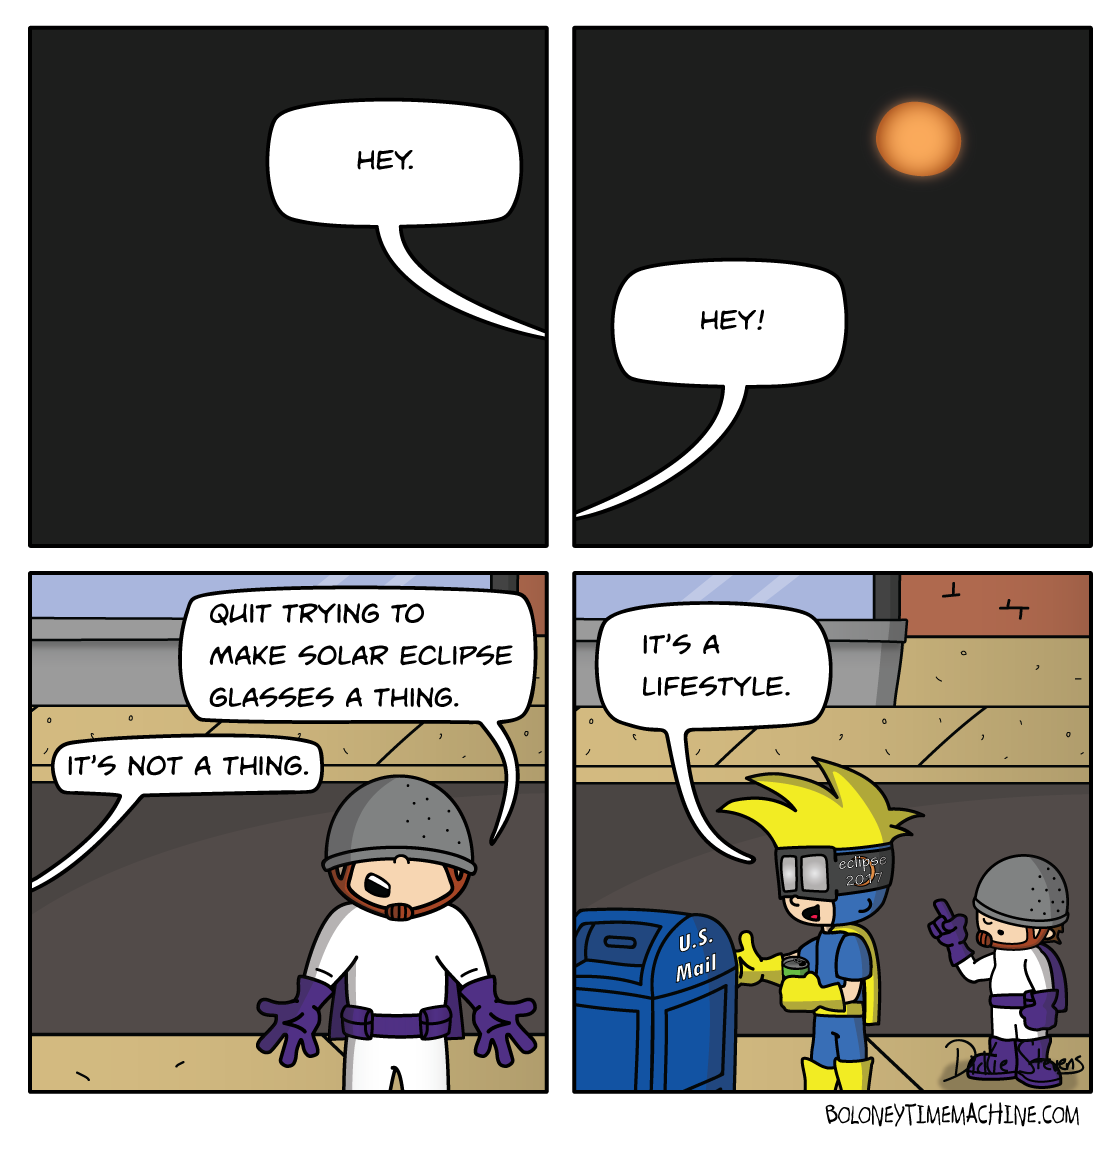 HEY.
HEY!
QUIT TRYING TO
MAKE SOLAR ECLIPSE
GLASSES A THING.
IT'S NOT A THING.
IT'S A
LIFESTYLE.
eclipse
2017
U.S.
Mail
Dickie Stevens
BOLONEYTIMEMACHINE.COM